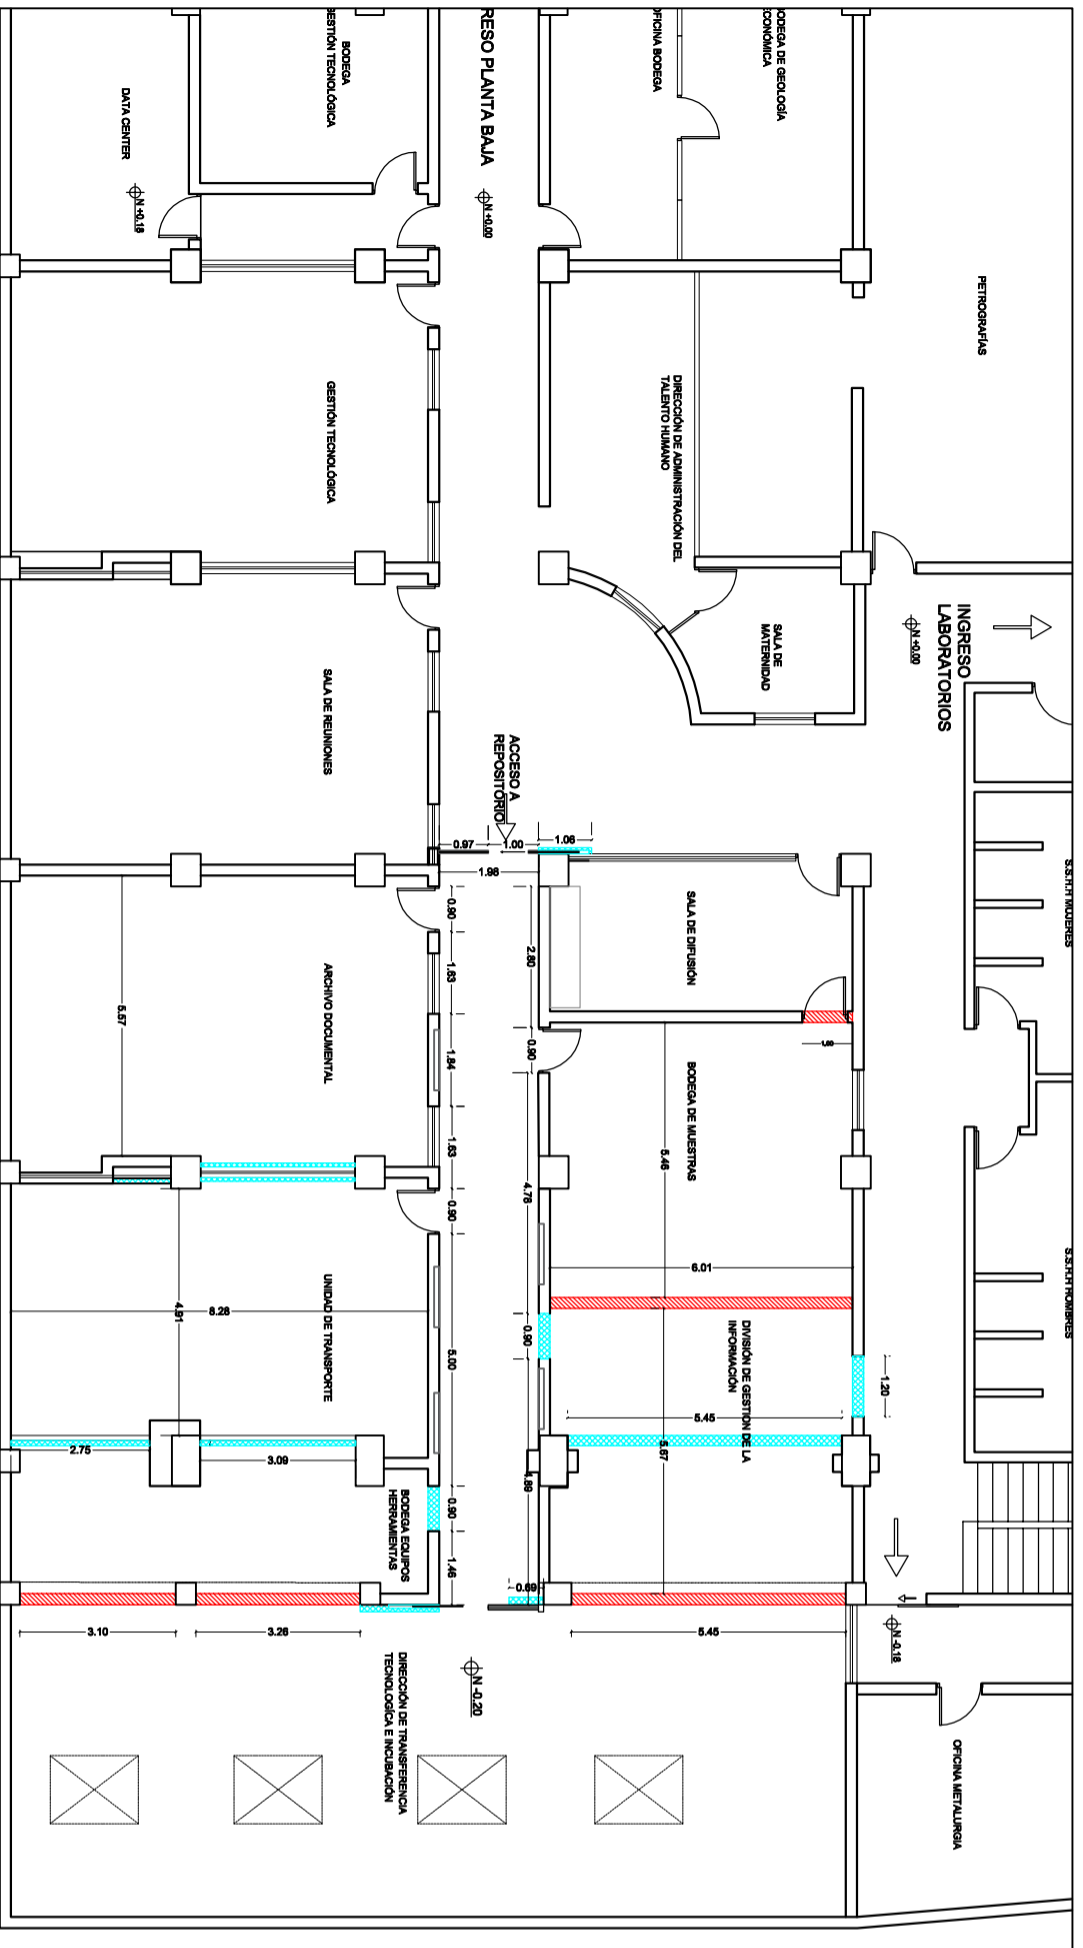 BODEGA
GESTIÓN TECNOLÓGICA
DATA CENTER
N +0.18
RESO PLANTA BAJA
N +0.00
OFICINA BODEGA
BODEGA DE GEOLOGÍA
ECONÓMICA
PETROGRAFÍAS
GESTIÓN TECNOLÓGICA
DIRECCIÓN DE ADMINISTRACIÓN DEL
TALENTO HUMANO
SALA DE
MATERNIDAD
INGRESO
LABORATORIOS
N +0.00
SALA DE REUNIONES
ACCESO A
REPOSITORIO
0.97
1.00
1.06
1.98
S.S.H.H MUJERES
SALA DE DIFUSIÓN
ARCHIVO DOCUMENTAL
5.57
0.90
1.63
1.84
1.63
0.90
5.00
0.90
1.46
2.80
0.90
4.78
0.90
4.89
BODEGA DE MUESTRAS
5.46
6.01
S.S.H.H HOMBRES
UNIDAD DE TRANSPORTE
8.28
4.91
2.75
3.09
DIVISIÓN DE GESTION DE LA
INFORMACIÓN
1.20
5.45
5.67
BODEGA EQUIPOS
HERRAMIENTAS
0.69
3.10
3.26
5.45
N -0.18
N -0.20
DIRECCIÓN DE TRANSFERENCIA
TECNOLOGÍCA E INCUBACIÓN
OFICINA METALURGIA